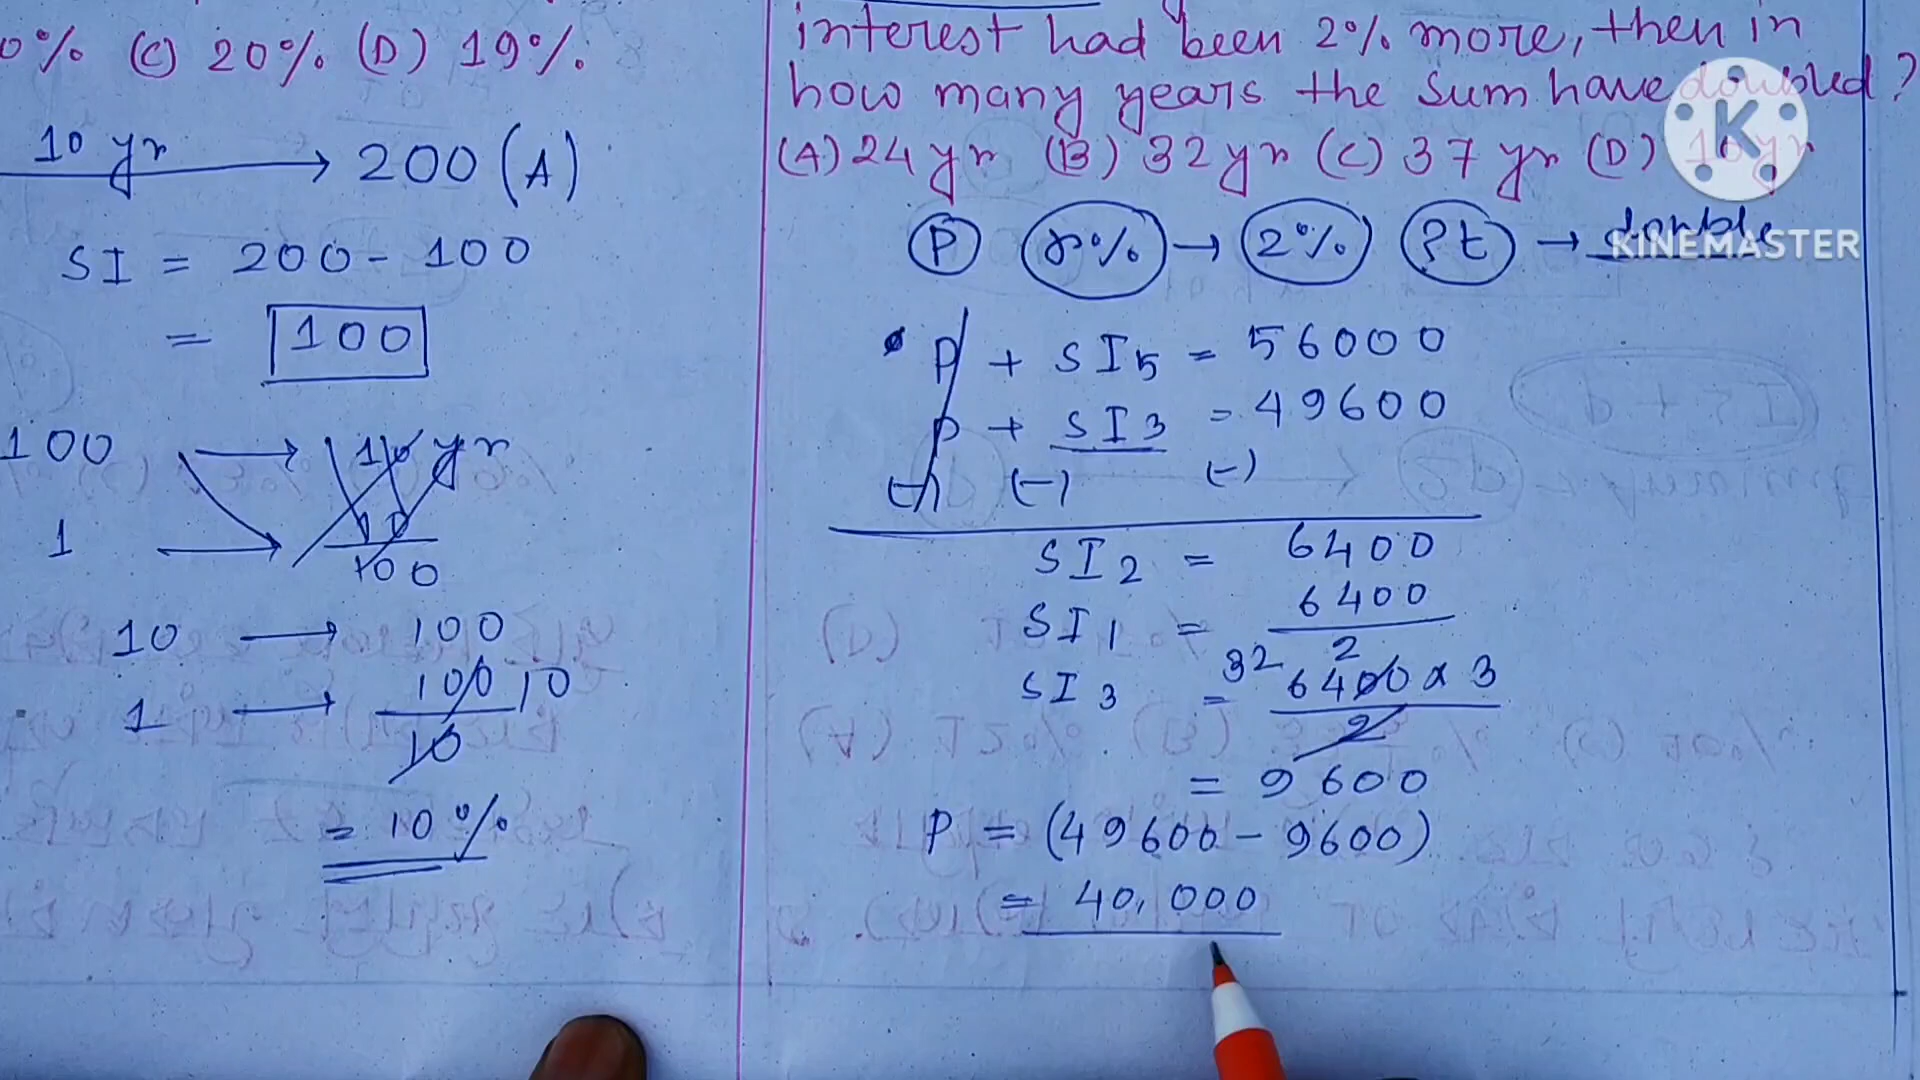 0% (C) 20% (D) 19%.
10 yr → 200 (A)
SI = 200 - 100
= 100
100 → 10 yr
1 → 10
100
10 → 100
1 → 100 10
10
= 10%
interest had been 2% more, then in
how many years the sum have doubled?
(A) 24 yr (B) 32 yr (C) 37 yr (D) 10 yr
P r% → 2% ?t → double
KINEMASTER
P + SI5 = 56000
P + SI3 = 49600
(-) (-) (-)
SI2 = 6400
SI1 = 6400
2
SI3 = 32 6400 x 3
2
= 9600
P = (49600 - 9600)
= 40,000